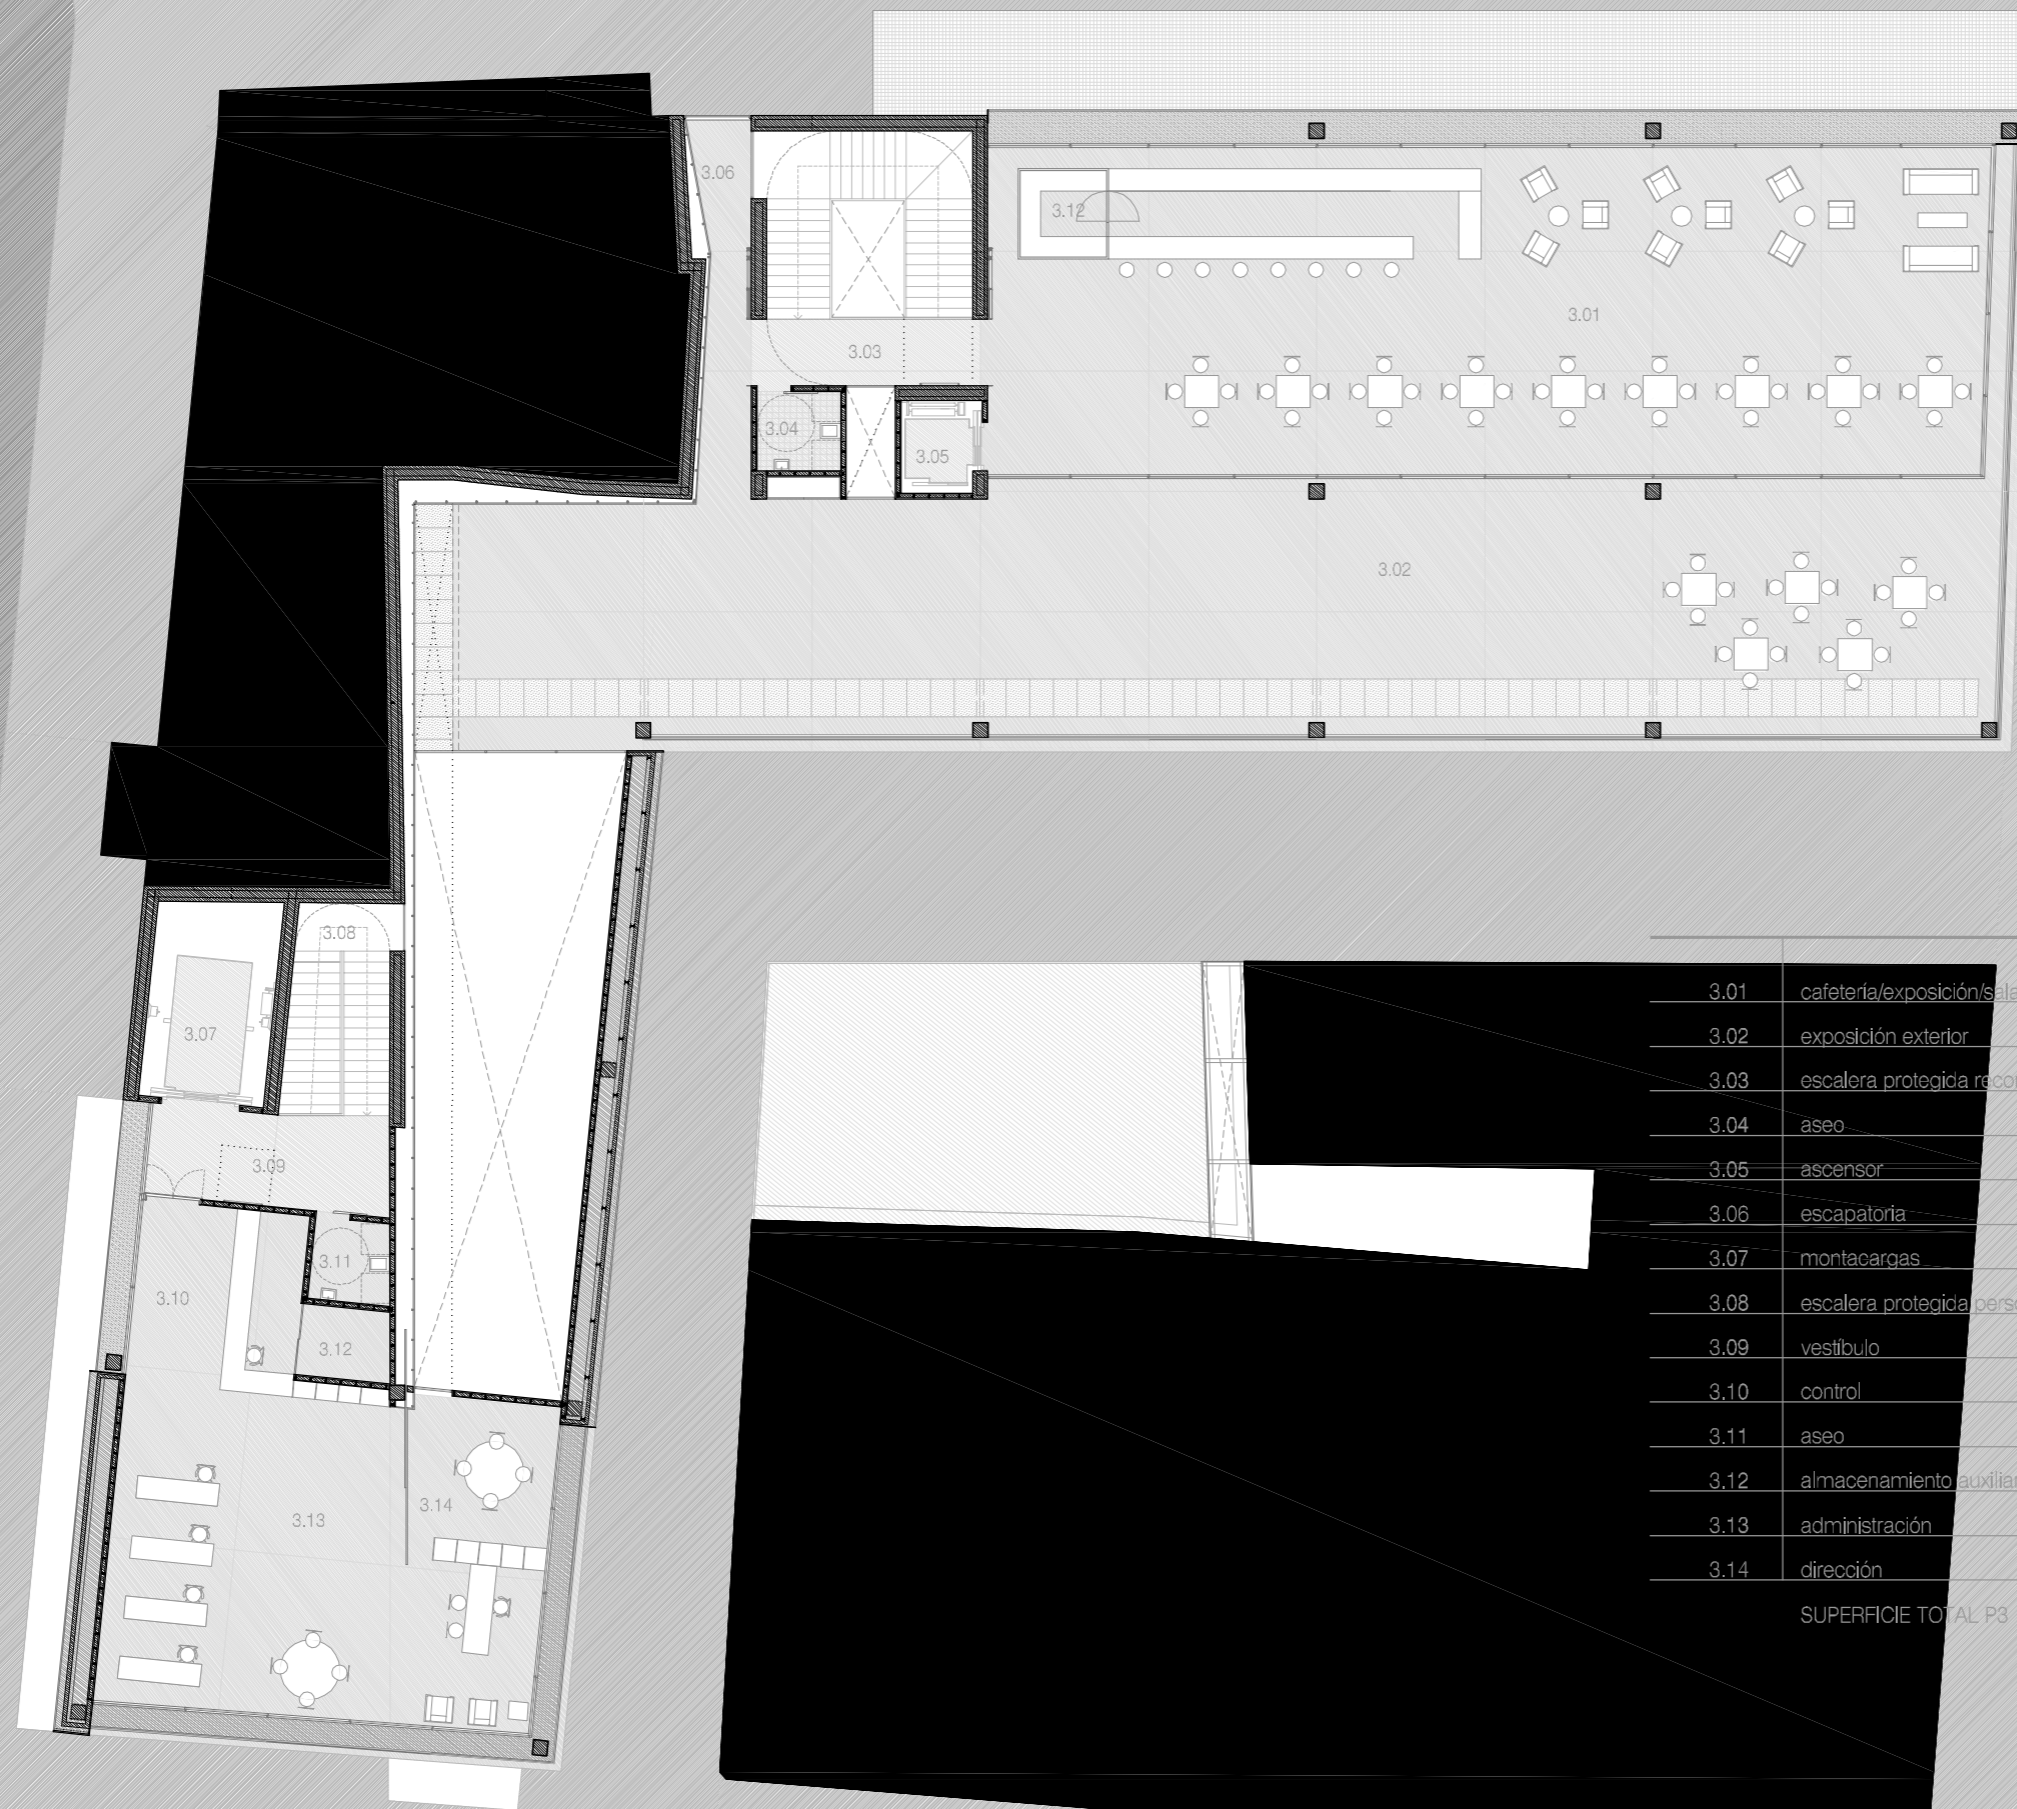 3.06
3.12
3.01
3.03
3.04
3.05
3.02
3.08
3.07
3.09
3.11
3.10
3.12
3.14
3.13
3.01 cafetería/exposición/sala
3.02 exposición exterior
3.03 escalera protegida
3.04 aseo
3.05 ascensor
3.06 escapatoria
3.07 montacargas
3.08 escalera protegida
3.09 vestíbulo
3.10 control
3.11 aseo
3.12 almacenamiento auxiliar
3.13 administración
3.14 dirección
SUPERFICIE TOTAL P3